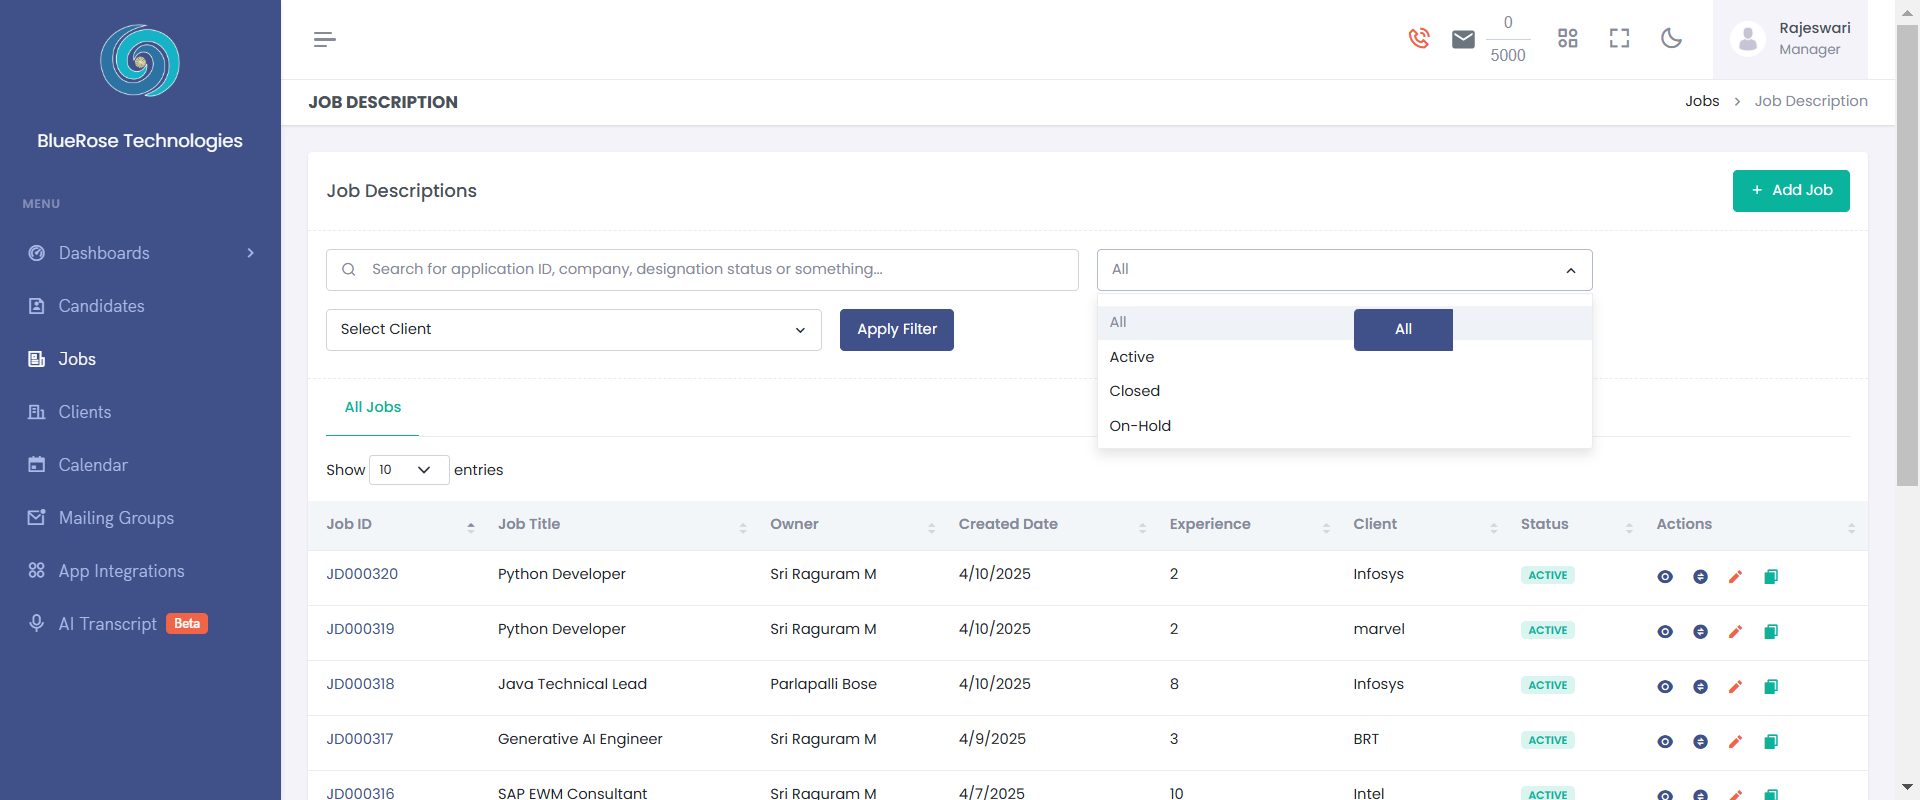 BlueRose Technologies
MENU
Dashboards
Candidates
Jobs
Clients
Calendar
Mailing Groups
App Integrations
AI Transcript Beta
0
5000
Rajeswari
Manager
JOB DESCRIPTION
Jobs > Job Description
Job Descriptions
+ Add Job
Search for application ID, company, designation status or something...
All
Select Client
Apply Filter
All
All
Active
Closed
On-Hold
All Jobs
Show 10 entries
Job ID Job Title Owner Created Date Experience Client Status Actions
JD000320 Python Developer Sri Raguram M 4/10/2025 2 Infosys ACTIVE
JD000319 Python Developer Sri Raguram M 4/10/2025 2 marvel ACTIVE
JD000318 Java Technical Lead Parlapalli Bose 4/10/2025 8 Infosys ACTIVE
JD000317 Generative AI Engineer Sri Raguram M 4/9/2025 3 BRT ACTIVE
JD000316 SAP EWM Consultant Sri Raguram M 4/7/2025 10 Intel ACTIVE